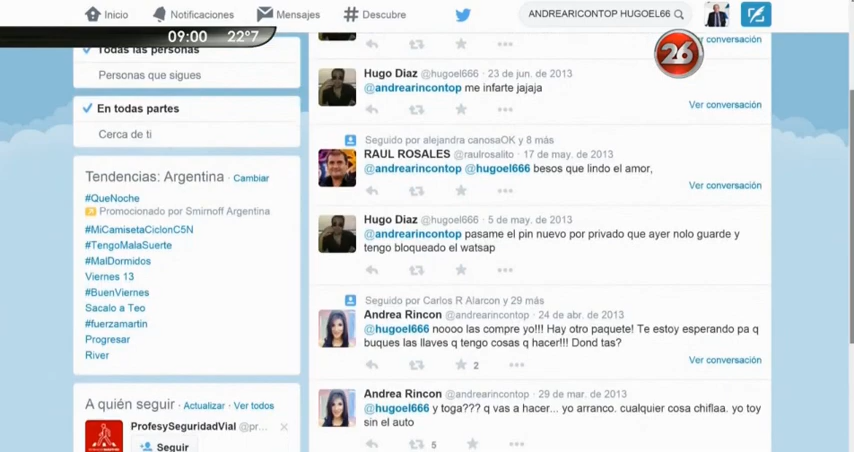 Inicio
Notificaciones
Mensajes
Descubre
ANDREARICONTOP HUGOEL66
09:00 22°7
26
Todas las personas
Personas que sigues
En todas partes
Cerca de ti
Tendencias: Argentina · Cambiar
#QueNoche
Promocionado por Smirnoff Argentina
#MiCamisetaCiclonC5N
#TengoMalaSuerte
#MalDormidos
Viernes 13
#BuenViernes
Sacalo a Teo
#fuerzamartin
Progresar
River
A quién seguir · Actualizar · Ver todos
ProfesySeguridadVial @pr...
Seguir
Ver conversación
Hugo Diaz @hugoel666 · 23 de jun. de 2013
@andrearincontop me infarte jajaja
Ver conversación
Seguido por alejandra canosaOK y 8 más
RAUL ROSALES @raulrosalito · 17 de may. de 2013
@andrearincontop @hugoel666 besos que lindo el amor,
Ver conversación
Hugo Diaz @hugoel666 · 5 de may. de 2013
@andrearincontop pasame el pin nuevo por privado que ayer nolo guarde y
tengo bloqueado el watsap
Seguido por Carlos R Alarcon y 29 más
Andrea Rincon @andrearincontop · 24 de abr. de 2013
@hugoel666 noooo las compre yo!!! Hay otro paquete! Te estoy esperando pa q
buques las llaves q tengo cosas q hacer!!! Dond tas?
2
Ver conversación
Andrea Rincon @andrearincontop · 29 de mar. de 2013
@hugoel666 y toga??? q vas a hacer... yo arranco. cualquier cosa chiflaa. yo toy
sin el auto
5